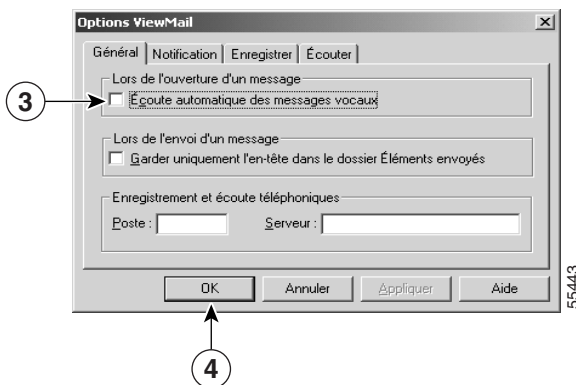 Options ViewMail
Général Notification Enregistrer Écouter
Lors de l'ouverture d'un message
3
Écoute automatique des messages vocaux
Lors de l'envoi d'un message
Garder uniquement l'en-tête dans le dossier Éléments envoyés
Enregistrement et écoute téléphoniques
Poste : Serveur :
OK Annuler Appliquer Aide
55443
4